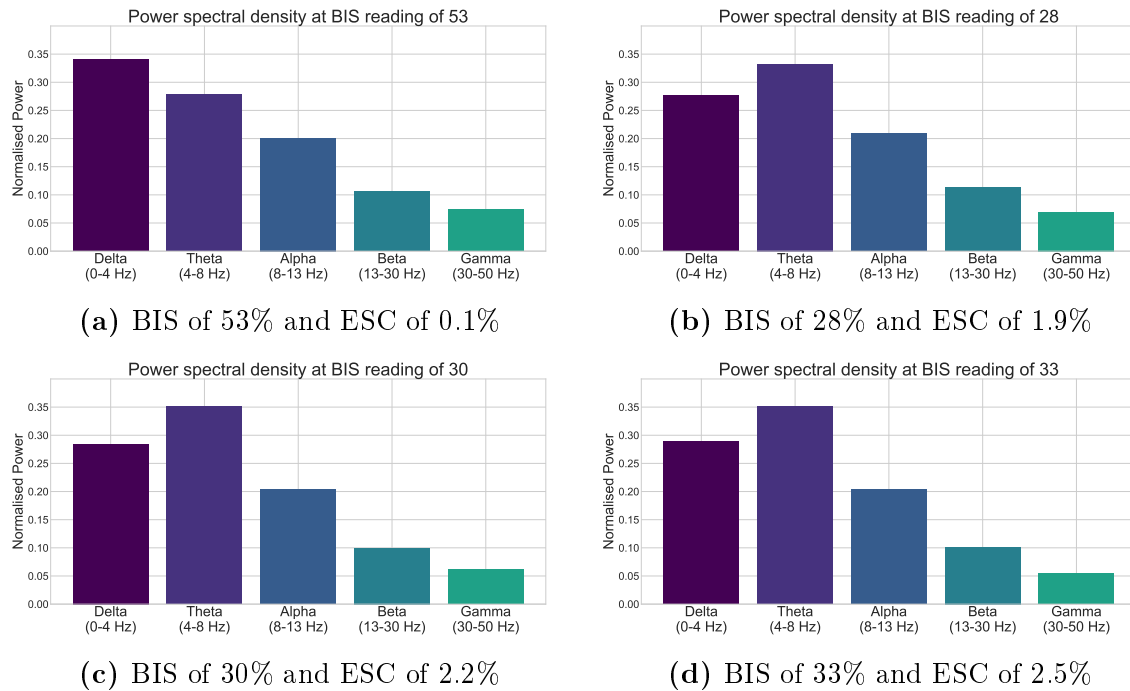 Power spectral density at BIS reading of 53
Normalised Power
0.35
0.30
0.25
0.20
0.15
0.10
0.05
0.00
Delta Theta Alpha Beta Gamma
(0-4 Hz) (4-8 Hz) (8-13 Hz) (13-30 Hz) (30-50 Hz)
(a) BIS of 53% and ESC of 0.1%
Power spectral density at BIS reading of 28
Normalised Power
0.35
0.30
0.25
0.20
0.15
0.10
0.05
0.00
Delta Theta Alpha Beta Gamma
(0-4 Hz) (4-8 Hz) (8-13 Hz) (13-30 Hz) (30-50 Hz)
(b) BIS of 28% and ESC of 1.9%
Power spectral density at BIS reading of 30
Normalised Power
0.35
0.30
0.25
0.20
0.15
0.10
0.05
0.00
Delta Theta Alpha Beta Gamma
(0-4 Hz) (4-8 Hz) (8-13 Hz) (13-30 Hz) (30-50 Hz)
(c) BIS of 30% and ESC of 2.2%
Power spectral density at BIS reading of 33
Normalised Power
0.35
0.30
0.25
0.20
0.15
0.10
0.05
0.00
Delta Theta Alpha Beta Gamma
(0-4 Hz) (4-8 Hz) (8-13 Hz) (13-30 Hz) (30-50 Hz)
(d) BIS of 33% and ESC of 2.5%